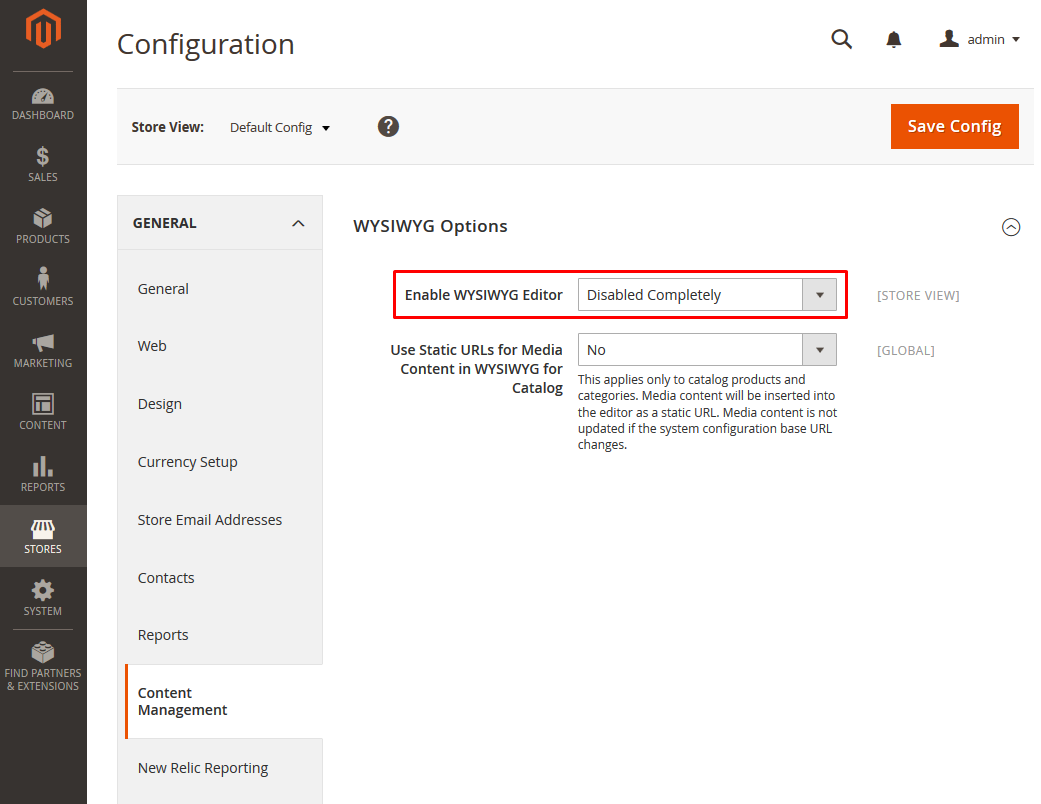 Configuration
admin
Store View:
Default Config
?
Save Config
DASHBOARD
$
SALES
PRODUCTS
CUSTOMERS
MARKETING
CONTENT
REPORTS
STORES
SYSTEM
FIND PARTNERS
& EXTENSIONS
GENERAL
General
Web
Design
Currency Setup
Store Email Addresses
Contacts
Reports
Content
Management
New Relic Reporting
WYSIWYG Options
Enable WYSIWYG Editor
Disabled Completely
[STORE VIEW]
Use Static URLs for Media
Content in WYSIWYG for
Catalog
No
[GLOBAL]
This applies only to catalog products and
categories. Media content will be inserted into
the editor as a static URL. Media content is not
updated if the system configuration base URL
changes.